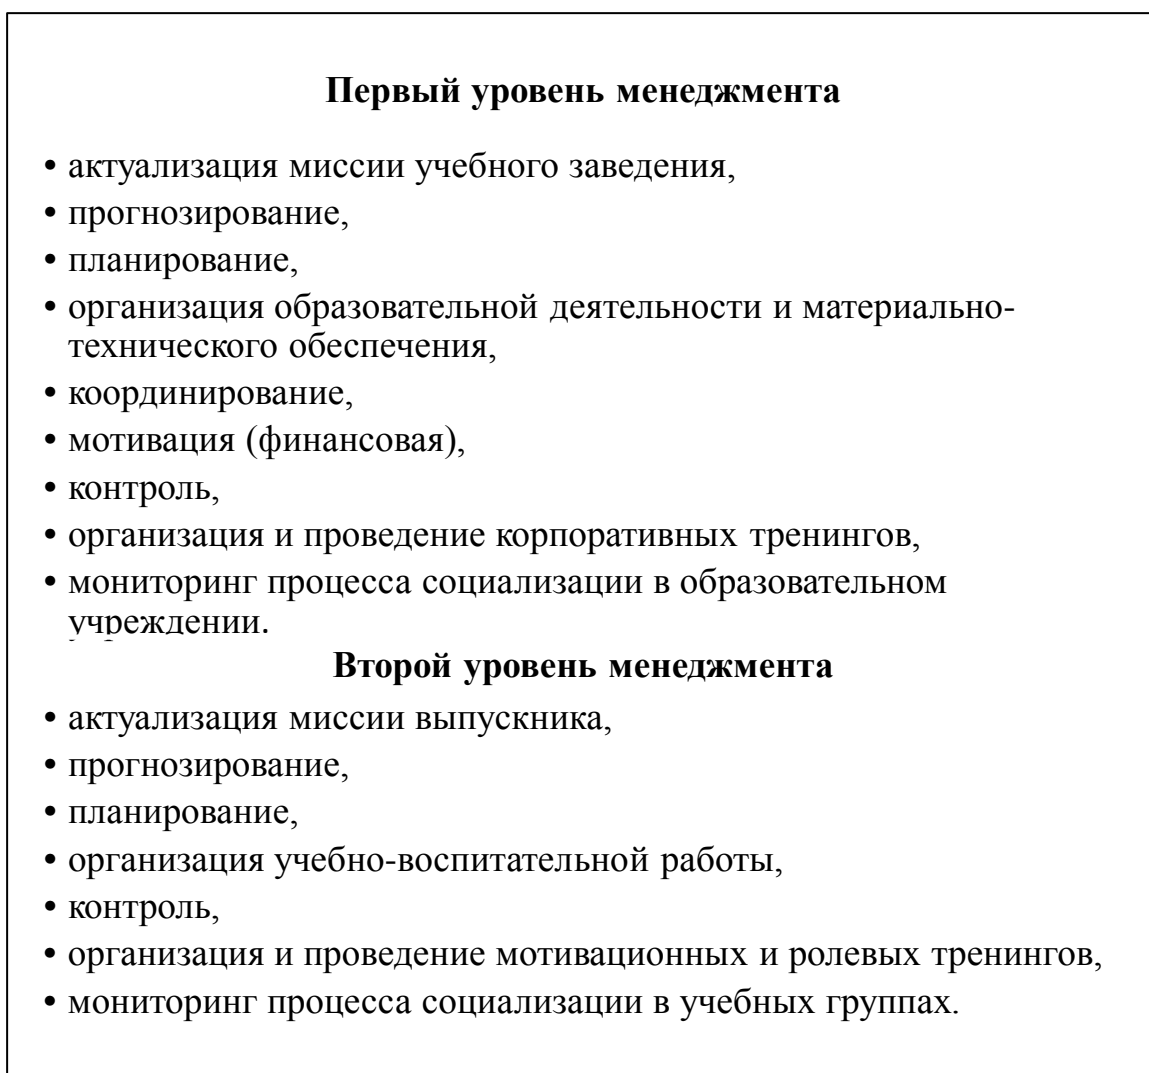 Первый уровень менеджмента
• актуализация миссии учебного заведения,
• прогнозирование,
• планирование,
• организация образовательной деятельности и материально-
технического обеспечения,
• координирование,
• мотивация (финансовая),
• контроль,
• организация и проведение корпоративных тренингов,
• мониторинг процесса социализации в образовательном
учреждении.
Второй уровень менеджмента
• актуализация миссии выпускника,
• прогнозирование,
• планирование,
• организация учебно-воспитательной работы,
• контроль,
• организация и проведение мотивационных и ролевых тренингов,
• мониторинг процесса социализации в учебных группах.